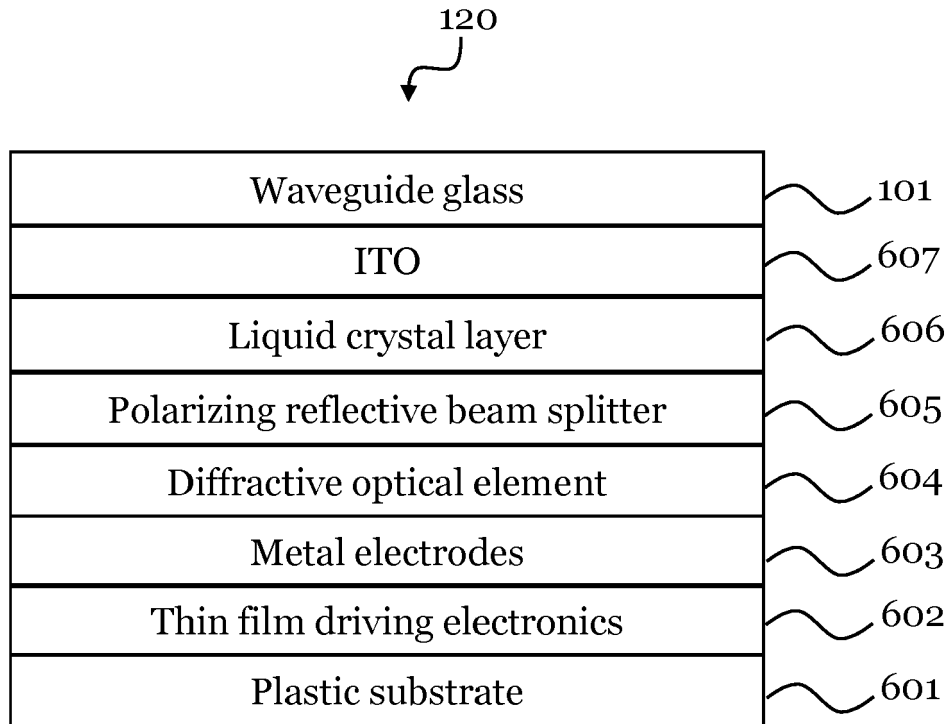 120
Waveguide glass 101
ITO 607
Liquid crystal layer 606
Polarizing reflective beam splitter 605
Diffractive optical element 604
Metal electrodes 603
Thin film driving electronics 602
Plastic substrate 601